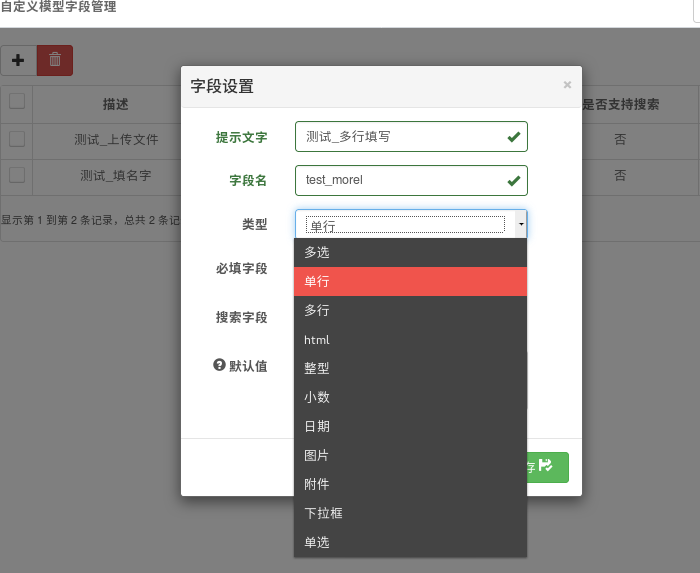 自定义模型字段管理
描述
是否支持搜索
测试_上传文件
否
测试_填名字
否
显示第 1 到第 2 条记录，总共 2 条记
字段设置
×
提示文字
测试_多行填写
字段名
test_morel
类型
单行
必填字段
搜索字段
默认值
多选
单行
多行
html
整型
小数
日期
图片
附件
下拉框
单选
存